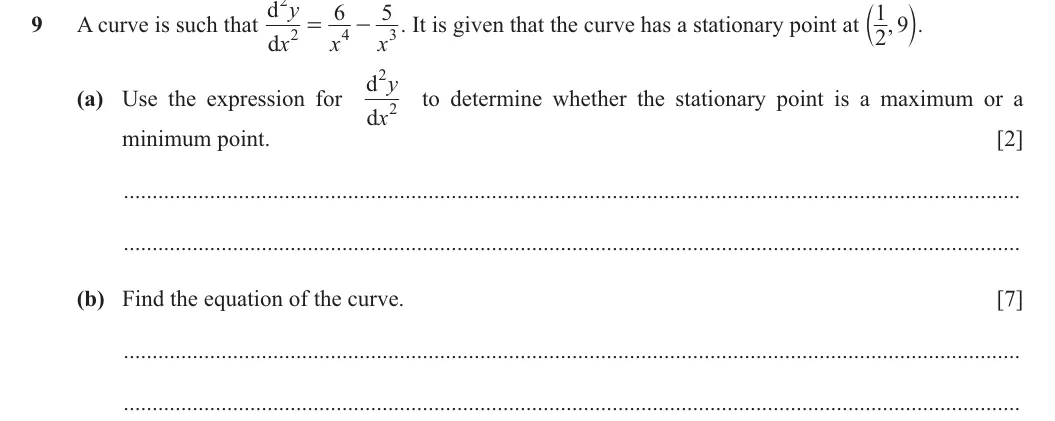 9 A curve is such that d²y/dx² = 6/x⁴ − 5/x³. It is given that the curve has a stationary point at (1/2, 9).
(a) Use the expression for d²y/dx² to determine whether the stationary point is a maximum or a
minimum point. [2]
(b) Find the equation of the curve. [7]